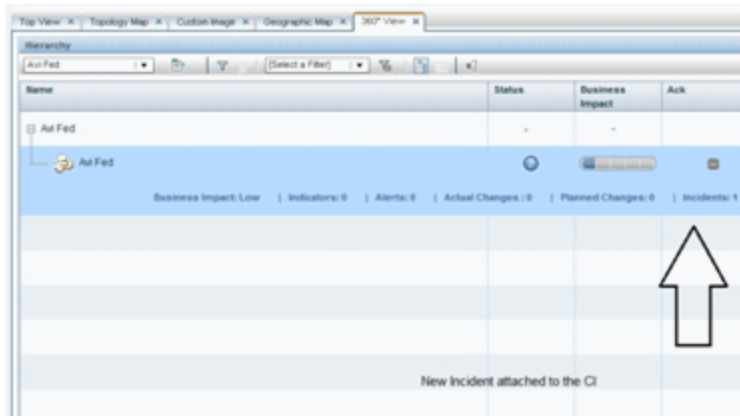 Top View Topology Map Custom Image Geographic Map 360° View
Hierarchy
Avi Fed [Select a Filter]
Name Status Business Impact Ack
Avi Fed - -
Avi Fed
Business Impact: Low | Indicators: 0 | Alerts: 0 | Actual Changes : 0 | Planned Changes: 0 | Incidents: 1
New Incident attached to the CI